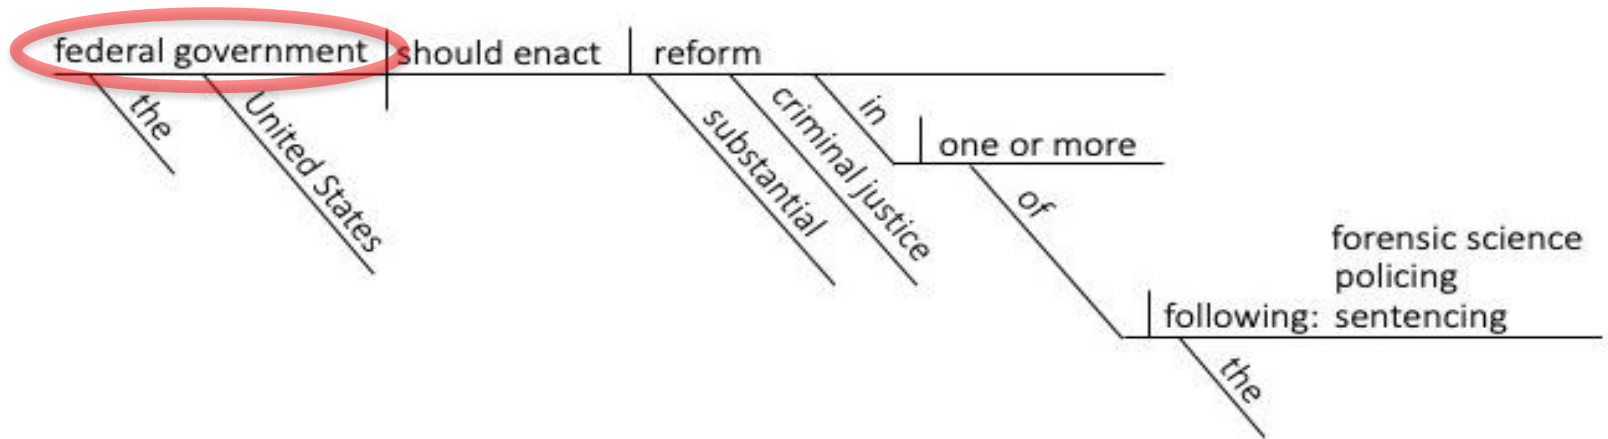 federal government should enact reform
the
United States
substantial
criminal justice
in
one or more
of
forensic science
policing
following: sentencing
the